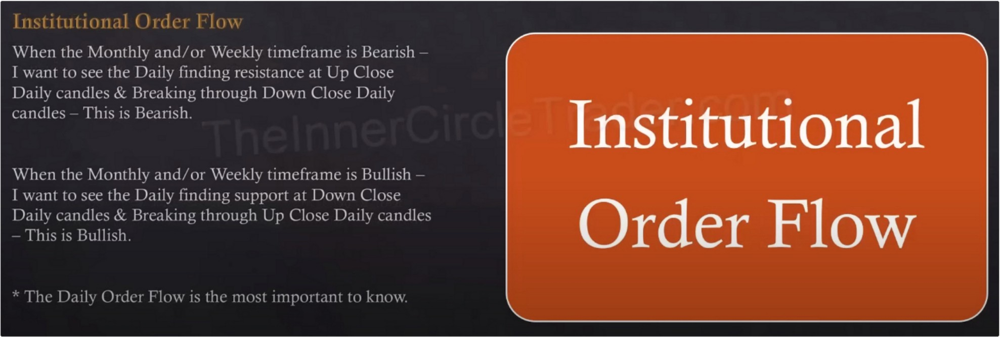 Institutional Order Flow
When the Monthly and/or Weekly timeframe is Bearish –
I want to see the Daily finding resistance at Up Close
Daily candles & Breaking through Down Close Daily
candles – This is Bearish.
When the Monthly and/or Weekly timeframe is Bullish –
I want to see the Daily finding support at Down Close
Daily candles & Breaking through Up Close Daily candles
– This is Bullish.
* The Daily Order Flow is the most important to know.
TheInnerCircleTrader.com
Institutional
Order Flow